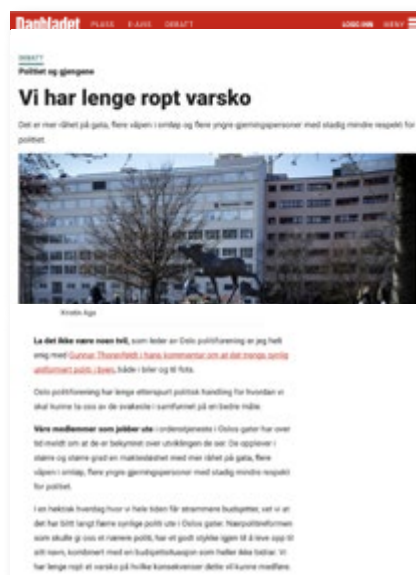 Dagbladet PLUSS E-AVIS DEBATT LOGG INN MENY
DEBATT
Politiet og gjengene
Vi har lenge ropt varsko
Det er mer råhet på gata, flere våpen i omløp og flere yngre gjerningspersoner med stadig mindre respekt for
politiet.
Kristin Aga
La det ikke være noen tvil, som leder av Oslo politiforening er jeg helt
enig med Gunnar Thorenfeldt i hans kommentar om at det trengs synlig
uniformert politi i byen, både i biler og til fots.
Oslo politiforening har lenge etterspurt politisk handling for hvordan vi
skal kunne ta oss av de svakeste i samfunnet på en bedre måte.
Våre medlemmer som jobber ute i ordenstjeneste i Oslos gater har over
tid meldt om at de er bekymret over utviklingen de ser. De opplever i
større og større grad en maktesløshet med mer råhet på gata, flere
våpen i omløp, flere yngre gjerningspersoner med stadig mindre respekt
for politiet.
I en hektisk hverdag hvor vi hele tiden får strammere budsjetter, vet vi at
det har blitt langt færre synlige politi ute i Oslos gater. Nærpolitireformen
som skulle gi oss et nærere politi, har et godt stykke igjen til å leve opp til
sitt navn, kombinert med en budsjettsituasjon som heller ikke bidrar. Vi
har lenge ropt et varsko på hvilke konsekvenser dette vil kunne medføre.